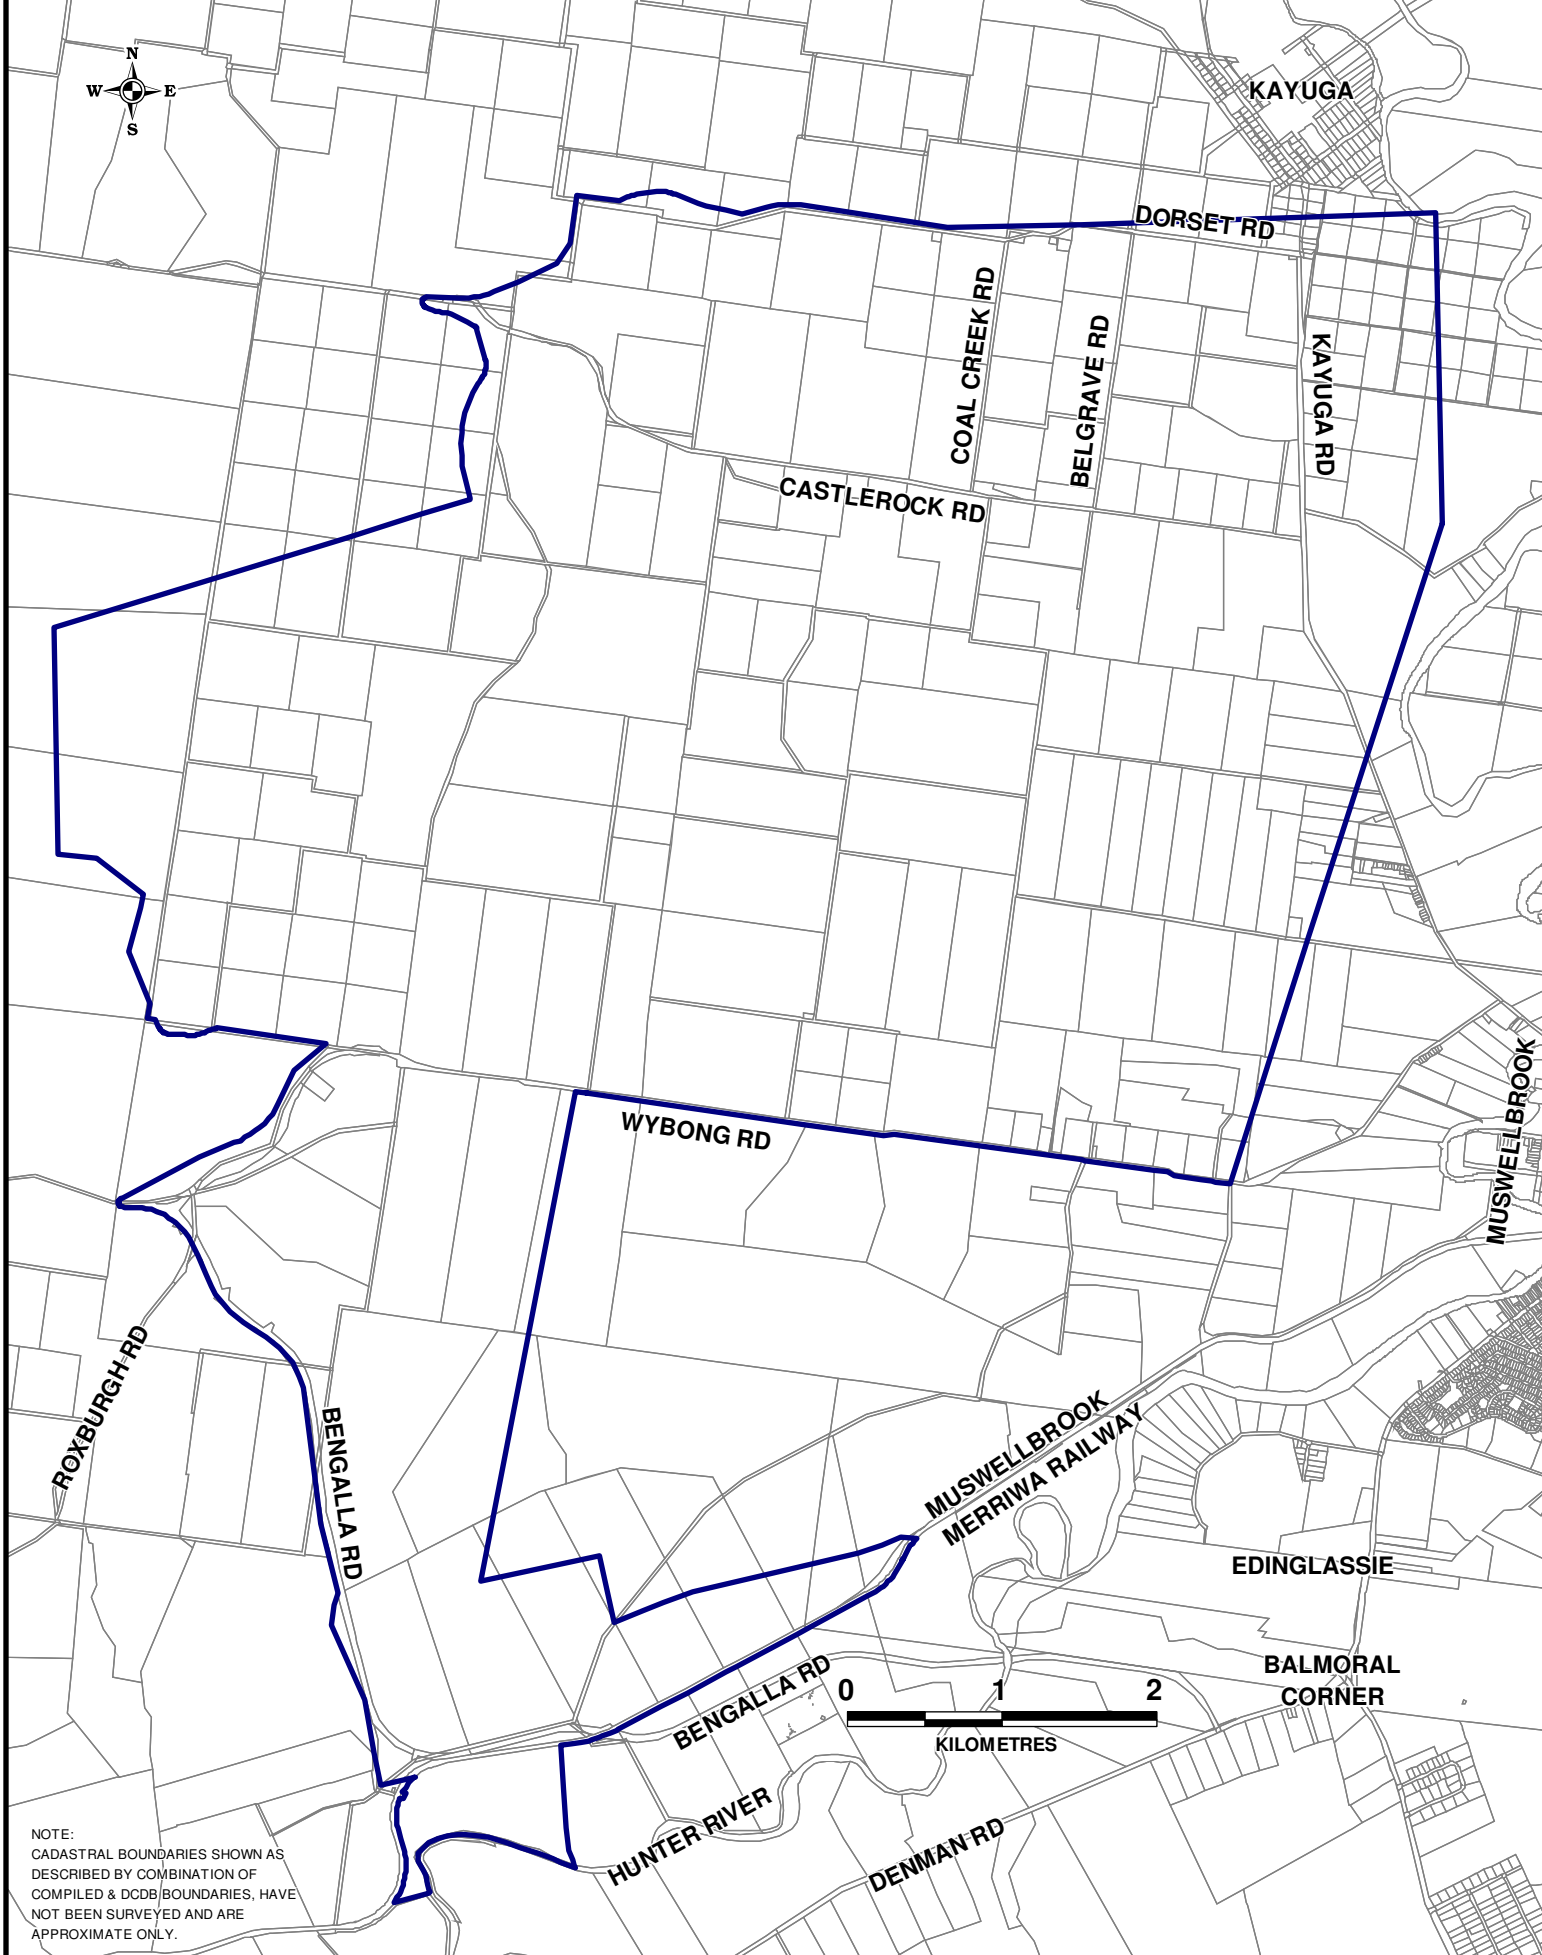 N
W E
S
KAYUGA
DORSET RD
COAL CREEK RD
BELGRAVE RD
KAYUGA RD
CASTLEROCK RD
WYBONG RD
MUSWELLBROOK
ROXBURGH RD
BENGALLA RD
MUSWELLBROOK
MERRIWA RAILWAY
EDINGLASSIE
BALMORAL
CORNER
BENGALLA RD
0 1 2
KILOMETRES
HUNTER RIVER
DENMAN RD
NOTE:
CADASTRAL BOUNDARIES SHOWN AS
DESCRIBED BY COMBINATION OF
COMPILED & DCDB BOUNDARIES, HAVE
NOT BEEN SURVEYED AND ARE
APPROXIMATE ONLY.